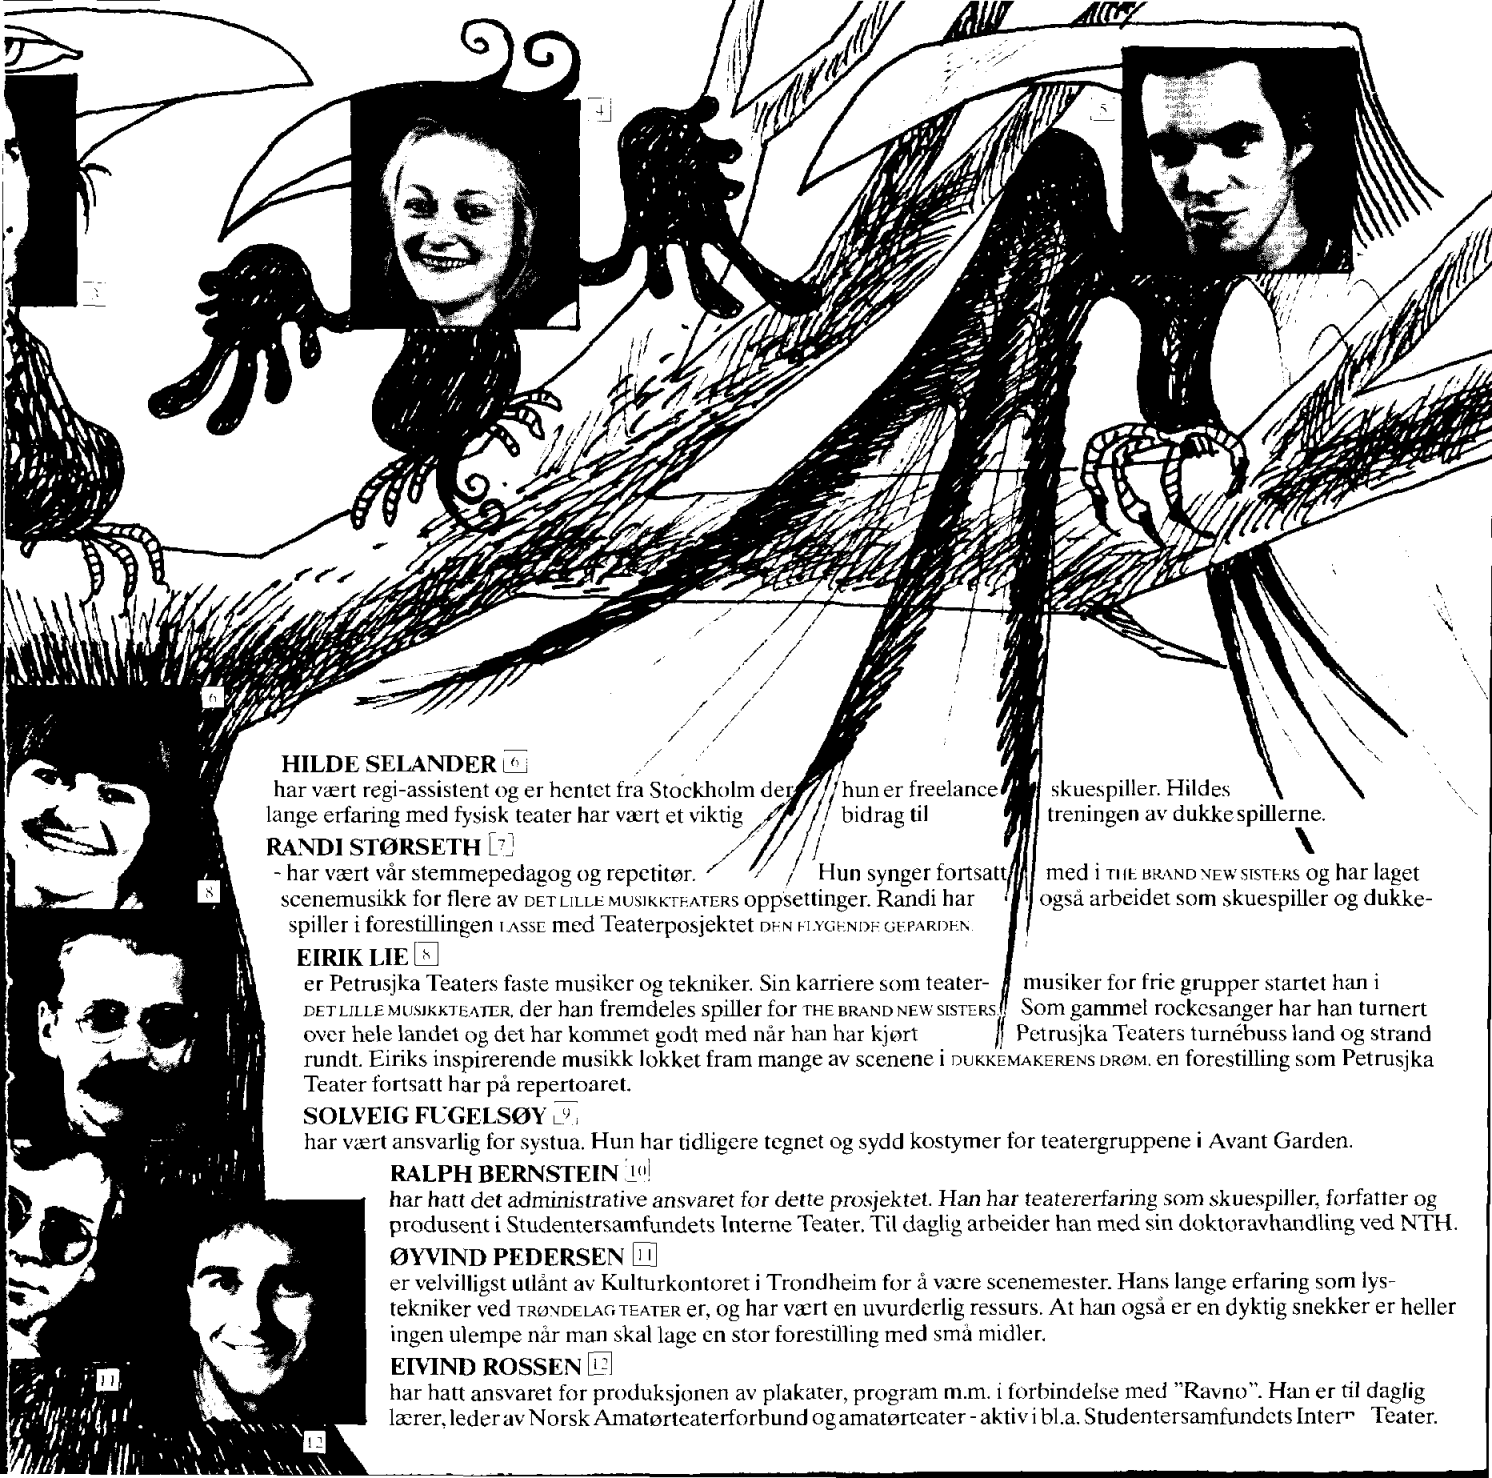 4
5
3
6
HILDE SELANDER 6
har vært regi-assistent og er hentet fra Stockholm der hun er freelance skuespiller. Hildes
lange erfaring med fysisk teater har vært et viktig bidrag til treningen av dukkespillerne.
RANDI STØRSETH 7
- har vært vår stemmepedagog og repetitør. Hun synger fortsatt med i THE BRAND NEW SISTERS og har laget
8
scenemusikk for flere av DET LILLE MUSIKKTEATERS oppsettinger. Randi har også arbeidet som skuespiller og dukke-
spiller i forestillingen LASSE med Teaterposjektet DEN FLYGENDE GEPARDEN.
EIRIK LIE 8
er Petrusjka Teaters faste musiker og tekniker. Sin karriere som teater- musiker for frie grupper startet han i
DET LILLE MUSIKKTEATER, der han fremdeles spiller for THE BRAND NEW SISTERS. Som gammel rockesanger har han turnert
over hele landet og det har kommet godt med når han har kjørt Petrusjka Teaters turnébuss land og strand
rundt. Eiriks inspirerende musikk lokket fram mange av scenene i DUKKEMAKERENS DRØM, en forestilling som Petrusjka
Teater fortsatt har på repertoaret.
SOLVEIG FUGELSØY 9
har vært ansvarlig for systua. Hun har tidligere tegnet og sydd kostymer for teatergruppene i Avant Garden.
RALPH BERNSTEIN 10
har hatt det administrative ansvaret for dette prosjektet. Han har teatererfaring som skuespiller, forfatter og
produsent i Studentersamfundets Interne Teater. Til daglig arbeider han med sin doktoravhandling ved NTH.
ØYVIND PEDERSEN 11
er velvilligst utlånt av Kulturkontoret i Trondheim for å være scenemester. Hans lange erfaring som lys-
tekniker ved TRØNDELAG TEATER er, og har vært en uvurderlig ressurs. At han også er en dyktig snekker er heller
ingen ulempe når man skal lage en stor forestilling med små midler.
EIVIND ROSSEN 12
11
har hatt ansvaret for produksjonen av plakater, program m.m. i forbindelse med "Ravno". Han er til daglig
lærer, leder av Norsk Amatørteaterforbund og amatørteater - aktiv i bl.a. Studentersamfundets Teater.
12